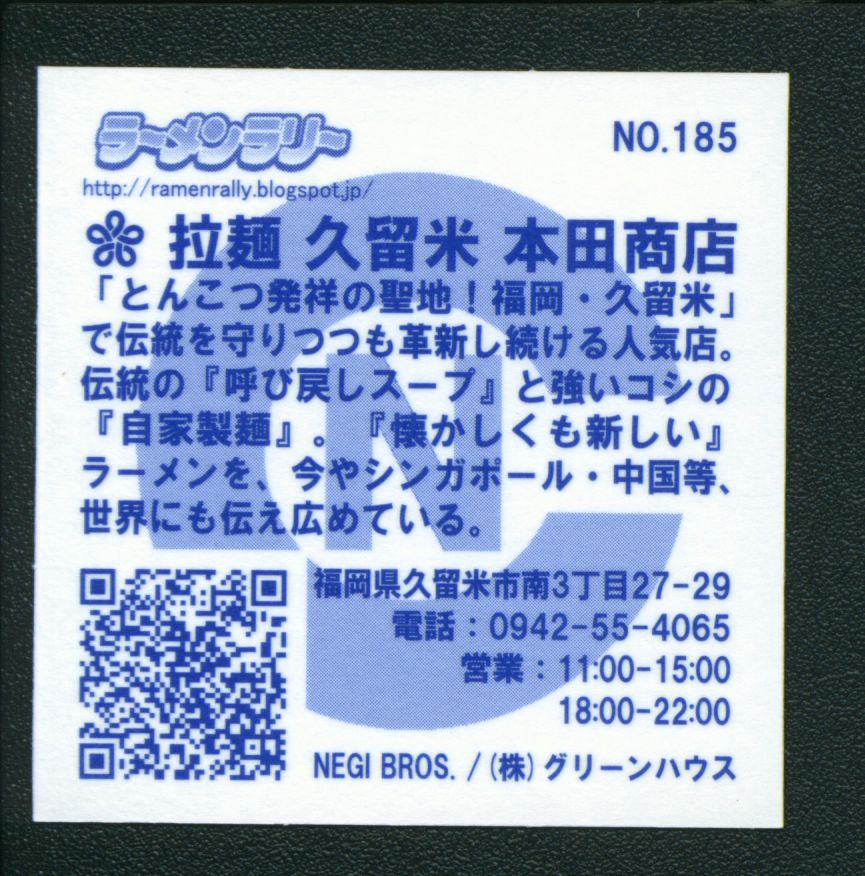 ラーメンラリー
NO.185
http://ramenrally.blogspot.jp/
拉麺 久留米 本田商店
「とんこつ発祥の聖地！福岡・久留米」
で伝統を守りつつも革新し続ける人気店。
伝統の『呼び戻しスープ』と強いコシの
『自家製麺』。『懐かしくも新しい』
ラーメンを、今やシンガポール・中国等、
世界にも伝え広めている。
福岡県久留米市南3丁目27-29
電話：0942-55-4065
営業：11:00-15:00
18:00-22:00
NEGI BROS. / (株) グリーンハウス
N